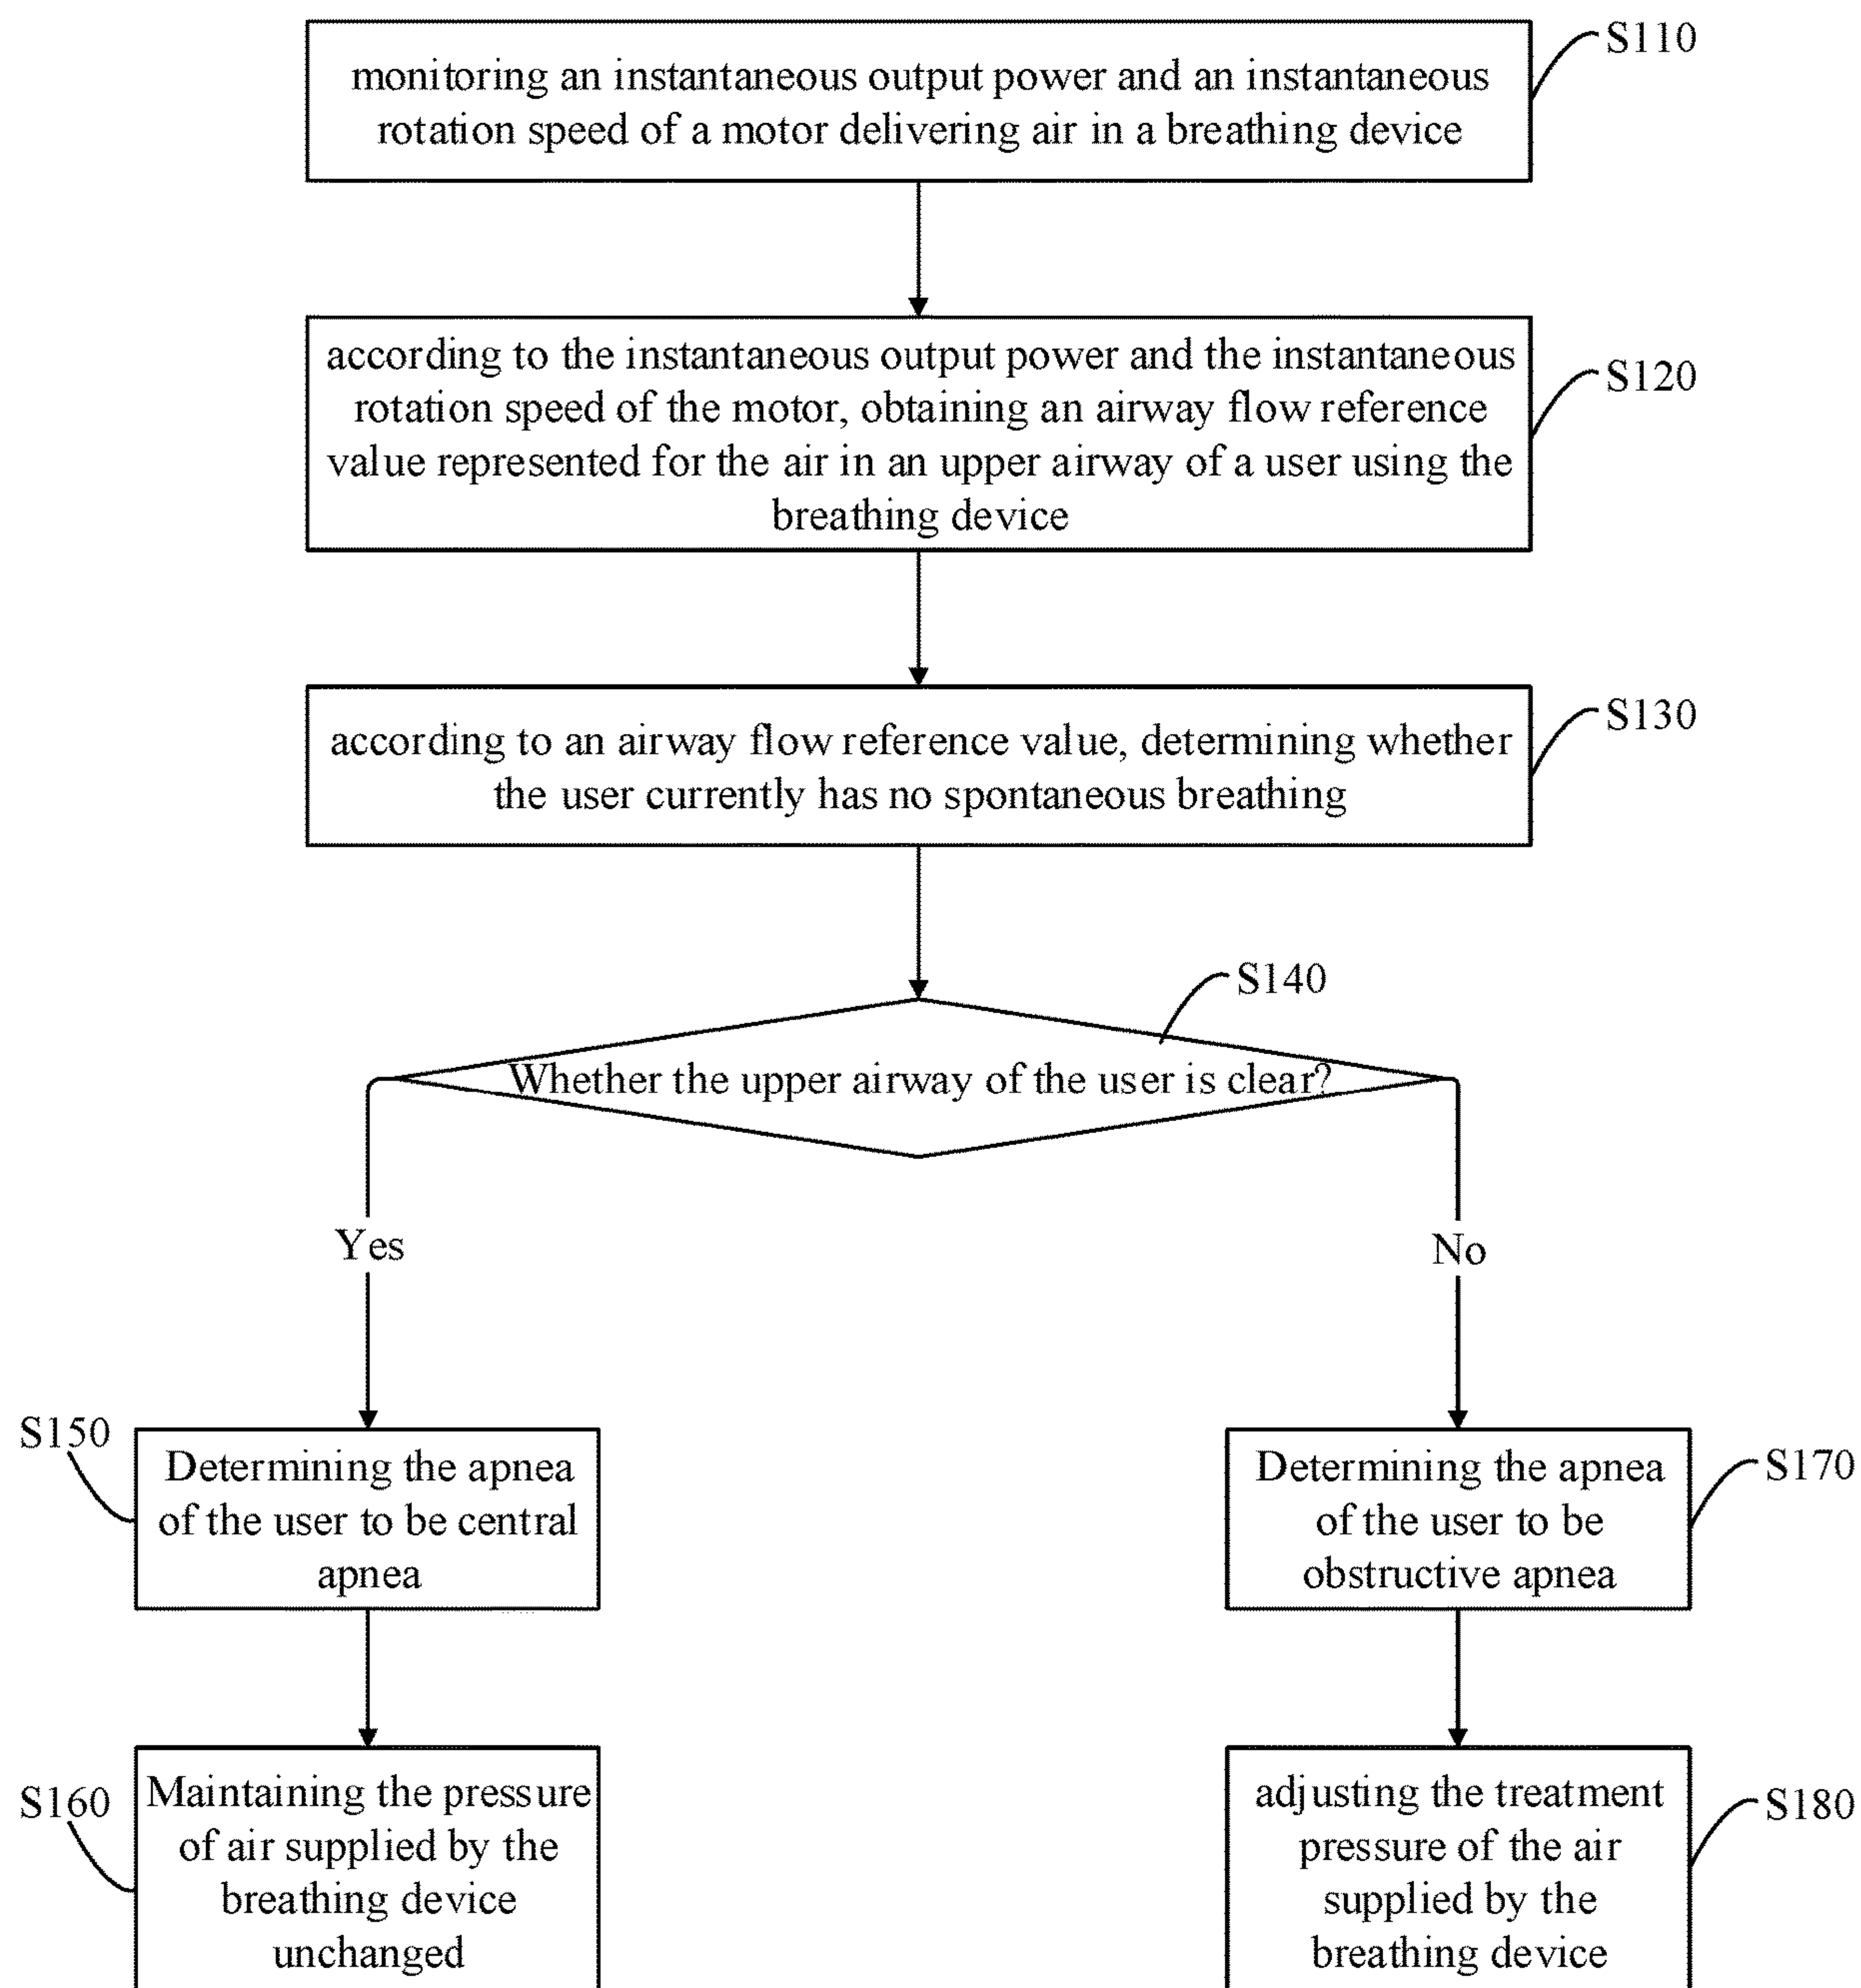 S110
monitoring an instantaneous output power and an instantaneous
rotation speed of a motor delivering air in a breathing device
S120
according to the instantaneous output power and the instantaneous
rotation speed of the motor, obtaining an airway flow reference
value represented for the air in an upper airway of a user using the
breathing device
S130
according to an airway flow reference value, determining whether
the user currently has no spontaneous breathing
S140
Whether the upper airway of the user is clear?
Yes
No
S150
Determining the apnea
of the user to be central
apnea
S170
Determining the apnea
of the user to be
obstructive apnea
S160
Maintaining the pressure
of air supplied by the
breathing device
unchanged
S180
adjusting the treatment
pressure of the air
supplied by the
breathing device